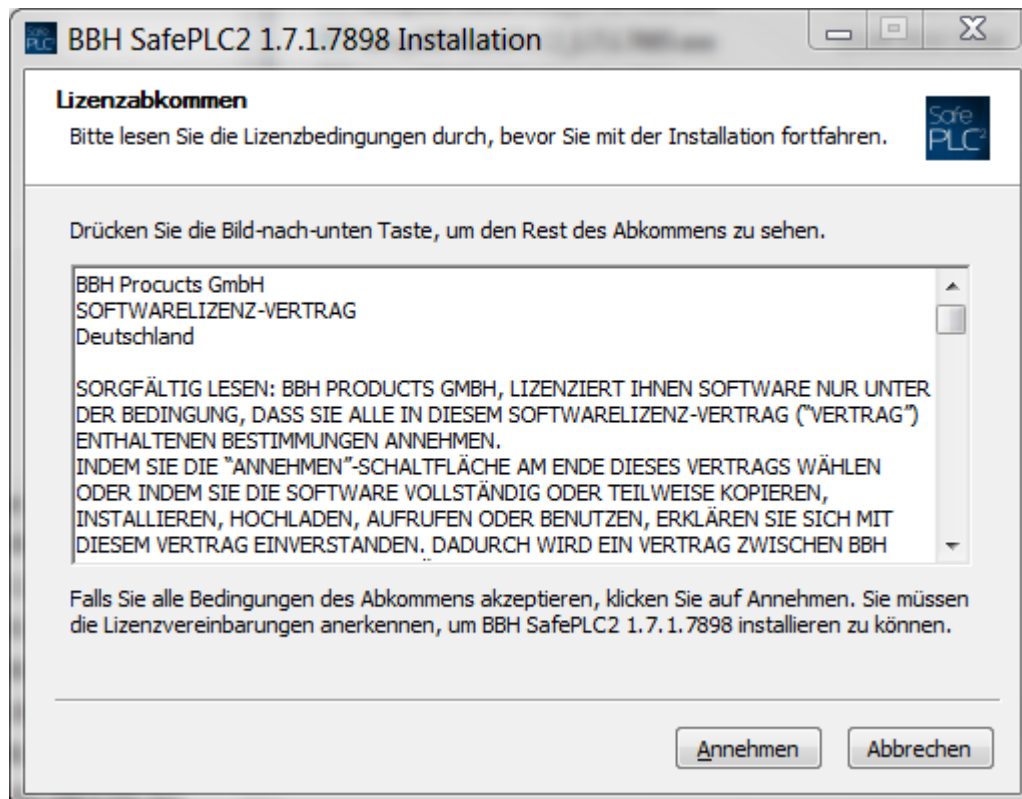 Safe
PLC
BBH SafePLC2 1.7.1.7898 Installation
Lizenzabkommen
Bitte lesen Sie die Lizenzbedingungen durch, bevor Sie mit der Installation fortfahren.
Safe
PLC²
Drücken Sie die Bild-nach-unten Taste, um den Rest des Abkommens zu sehen.
BBH Procucts GmbH
SOFTWARELIZENZ-VERTRAG
Deutschland
SORGFÄLTIG LESEN: BBH PRODUCTS GMBH, LIZENZIERT IHNEN SOFTWARE NUR UNTER
DER BEDINGUNG, DASS SIE ALLE IN DIESEM SOFTWARELIZENZ-VERTRAG (“VERTRAG”)
ENTHALTENEN BESTIMMUNGEN ANNEHMEN.
INDEM SIE DIE “ANNEHMEN”-SCHALTFLÄCHE AM ENDE DIESES VERTRAGS WÄHLEN
ODER INDEM SIE DIE SOFTWARE VOLLSTÄNDIG ODER TEILWEISE KOPIEREN,
INSTALLIEREN, HOCHLADEN, AUFRUFEN ODER BENUTZEN, ERKLÄREN SIE SICH MIT
DIESEM VERTRAG EINVERSTANDEN. DADURCH WIRD EIN VERTRAG ZWISCHEN BBH
Falls Sie alle Bedingungen des Abkommens akzeptieren, klicken Sie auf Annehmen. Sie müssen
die Lizenzvereinbarungen anerkennen, um BBH SafePLC2 1.7.1.7898 installieren zu können.
Annehmen
Abbrechen